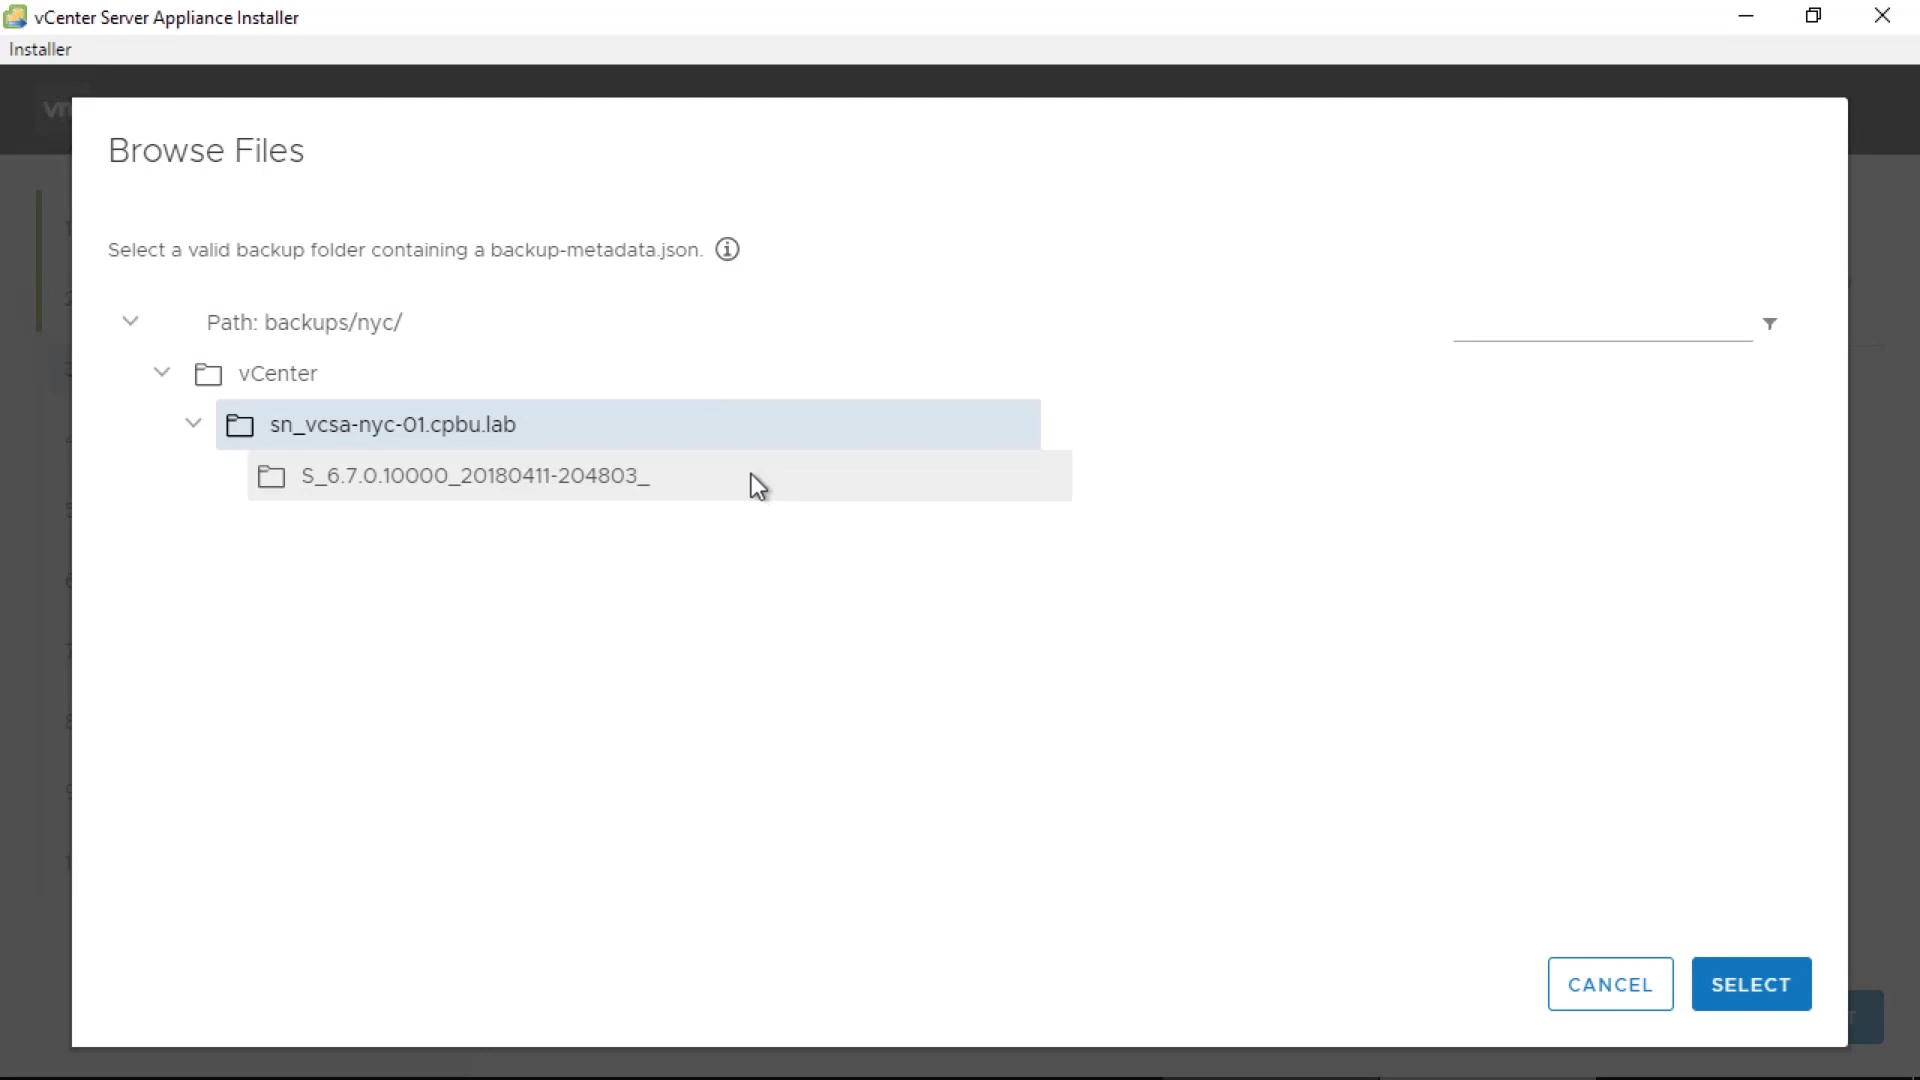 vCenter Server Appliance Installer
Installer
Browse Files
Select a valid backup folder containing a backup-metadata.json.
Path: backups/nyc/
vCenter
sn_vcsa-nyc-01.cpbu.lab
S_6.7.0.10000_20180411-204803_
CANCEL
SELECT